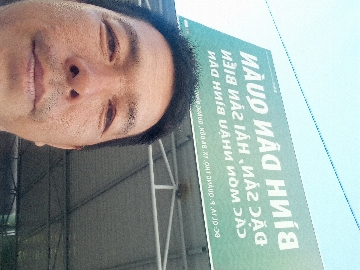 BÌNH DÂN QUÁN
ĐẶC SẢN, HẢI SẢN BIỂN
CÁC MÓN NHẬU BÌNH DÂN